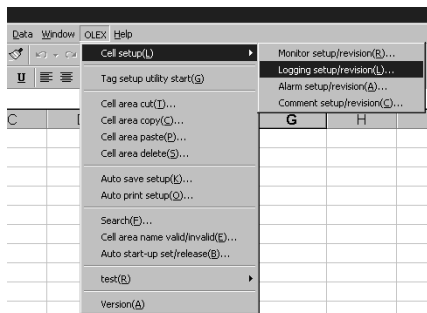 Data Window OLEX Help
Cell setup(L)
Tag setup utility start(G)
Cell area cut(T)...
Cell area copy(C)...
Cell area paste(P)...
Cell area delete(S)...
Auto save setup(K)...
Auto print setup(O)...
Search(F)...
Cell area name valid/invalid(E)...
Auto start-up set/release(B)...
test(R)
Version(A)
Monitor setup/revision(R)...
Logging setup/revision(L)...
Alarm setup/revision(A)...
Comment setup/revision(C)...
U
C G H